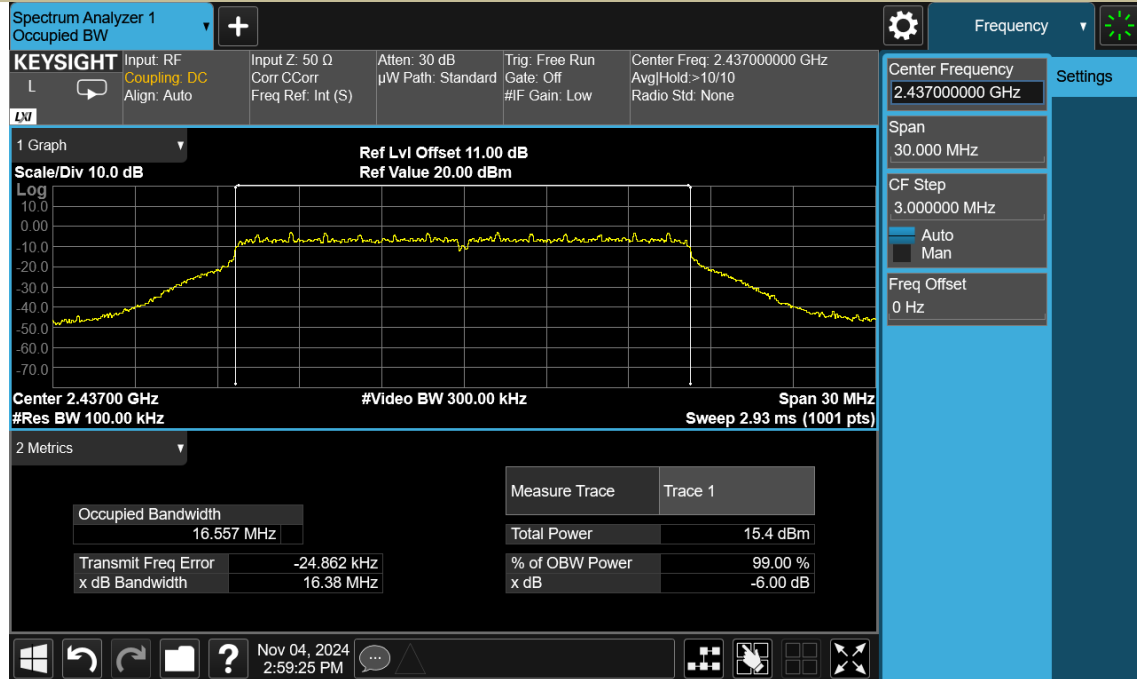 Spectrum Analyzer 1
Occupied BW
+
Frequency
KEYSIGHT
L
LXI
Input: RF
Coupling: DC
Align: Auto
Input Z: 50 Ω
Corr CCorr
Freq Ref: Int (S)
Atten: 30 dB
µW Path: Standard
Trig: Free Run
Gate: Off
#IF Gain: Low
Center Freq: 2.437000000 GHz
Avg|Hold:>10/10
Radio Std: None
Center Frequency
2.437000000 GHz
Settings
Span
30.000 MHz
CF Step
3.000000 MHz
Auto
Man
Freq Offset
0 Hz
1 Graph
Scale/Div 10.0 dB
Ref Lvl Offset 11.00 dB
Ref Value 20.00 dBm
Log
10.0
0.00
-10.0
-20.0
-30.0
-40.0
-50.0
-60.0
-70.0
Center 2.43700 GHz
#Video BW 300.00 kHz
Span 30 MHz
#Res BW 100.00 kHz
Sweep 2.93 ms (1001 pts)
2 Metrics
Measure Trace Trace 1
Occupied Bandwidth
16.557 MHz
Total Power 15.4 dBm
Transmit Freq Error -24.862 kHz
% of OBW Power 99.00 %
x dB Bandwidth 16.38 MHz
x dB -6.00 dB
?
Nov 04, 2024
2:59:25 PM